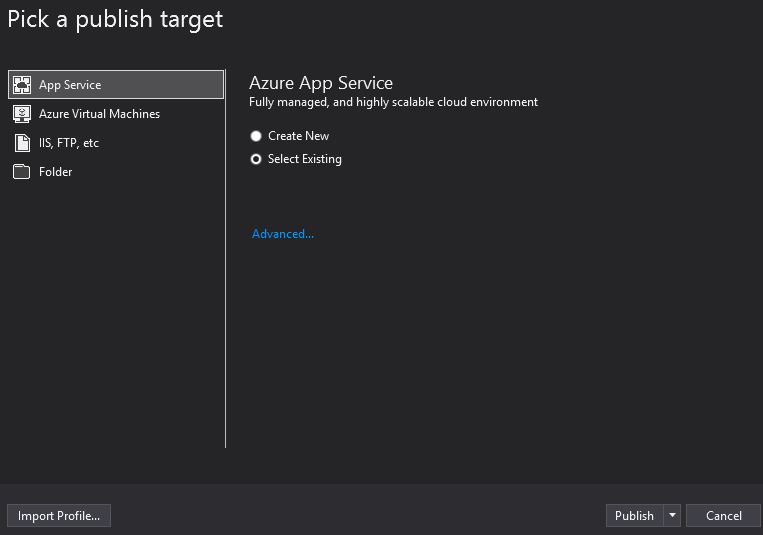 Pick a publish target
App Service
Azure Virtual Machines
IIS, FTP, etc
Folder
Azure App Service
Fully managed, and highly scalable cloud environment
Create New
Select Existing
Advanced...
Import Profile...
Publish
Cancel